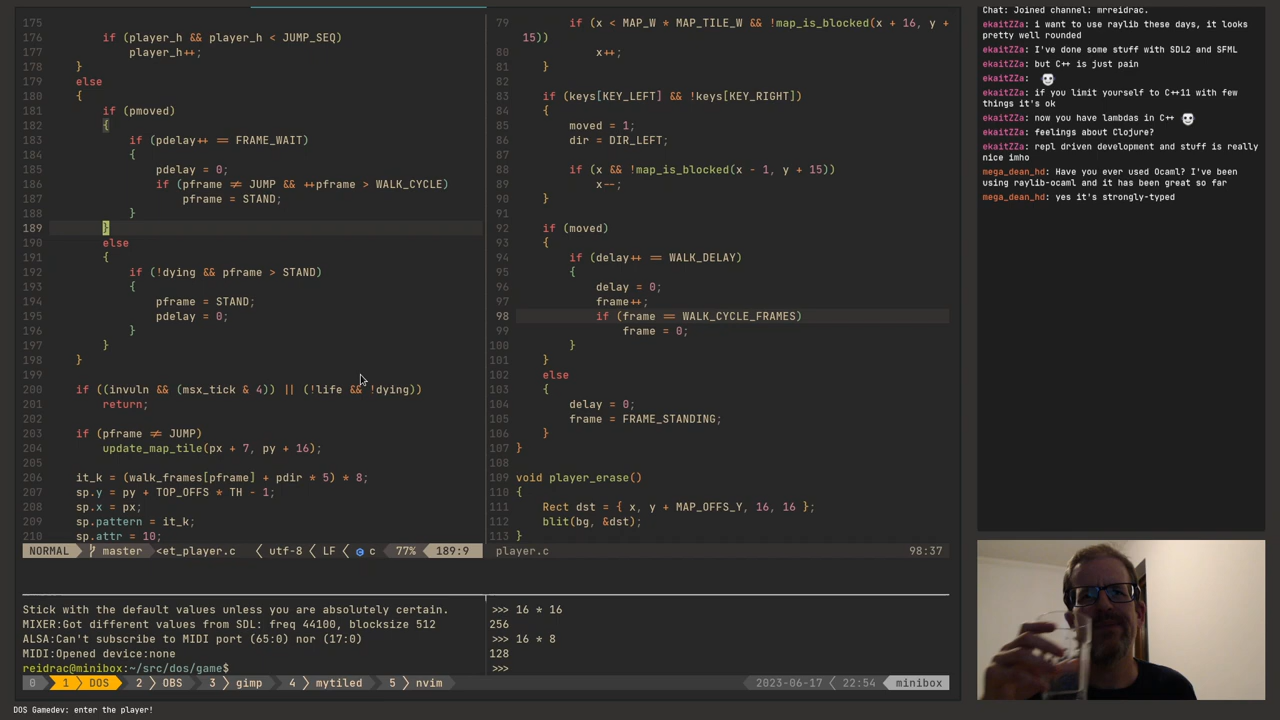 175
176 if (player_h && player_h < JUMP_SEQ)
177 player_h++;
178 }
179 else
180 {
181 if (pmoved)
182 {
183 if (pdelay++ == FRAME_WAIT)
184 {
185 pdelay = 0;
186 if (pframe ≠ JUMP && ++pframe > WALK_CYCLE)
187 pframe = STAND;
188 }
189 }
190 else
191 {
192 if (!dying && pframe > STAND)
193 {
194 pframe = STAND;
195 pdelay = 0;
196 }
197 }
198 }
199
200 if ((invuln && (msx_tick & 4)) || (!life && !dying))
201 return;
202
203 if (pframe ≠ JUMP)
204 update_map_tile(px + 7, py + 16);
205
206 it_k = (walk_frames[pframe] + pdir * 5) * 8;
207 sp.y = py + TOP_OFFS * TH - 1;
208 sp.x = px;
209 sp.pattern = it_k;
210 sp.attr = 10;
NORMAL master <et_player.c utf-8 LF c 77% 189:9
79 if (x < MAP_W * MAP_TILE_W && !map_is_blocked(x + 16, y +
15))
80 x++;
81 }
82
83 if (keys[KEY_LEFT] && !keys[KEY_RIGHT])
84 {
85 moved = 1;
86 dir = DIR_LEFT;
87
88 if (x && !map_is_blocked(x - 1, y + 15))
89 x--;
90 }
91
92 if (moved)
93 {
94 if (delay++ == WALK_DELAY)
95 {
96 delay = 0;
97 frame++;
98 if (frame == WALK_CYCLE_FRAMES)
99 frame = 0;
100 }
101 }
102 else
103 {
104 delay = 0;
105 frame = FRAME_STANDING;
106 }
107 }
108
109 void player_erase()
110 {
111 Rect dst = { x, y + MAP_OFFS_Y, 16, 16 };
112 blit(bg, &dst);
113 }
player.c 98:37
Stick with the default values unless you are absolutely certain.
MIXER:Got different values from SDL: freq 44100, blocksize 512
ALSA:Can't subscribe to MIDI port (65:0) nor (17:0)
MIDI:Opened device:none
reidrac@minibox:~/src/dos/game$
>>> 16 * 16
256
>>> 16 * 8
128
>>>
0 1 DOS 2 OBS 3 gimp 4 mytiled 5 nvim 2023-06-17 22:54 minibox
DOS Gamedev: enter the player!
Chat: Joined channel: mrreidrac.
ekaitZZa: i want to use raylib these days, it looks
pretty well rounded
ekaitZZa: I've done some stuff with SDL2 and SFML
ekaitZZa: but C++ is just pain
ekaitZZa:
ekaitZZa: if you limit yourself to C++11 with few
things it's ok
ekaitZZa: now you have lambdas in C++
ekaitZZa: feelings about Clojure?
ekaitZZa: repl driven development and stuff is really
nice imho
mega_dean_hd: Have you ever used Ocaml? I've been
using raylib-ocaml and it has been great so far
mega_dean_hd: yes it's strongly-typed